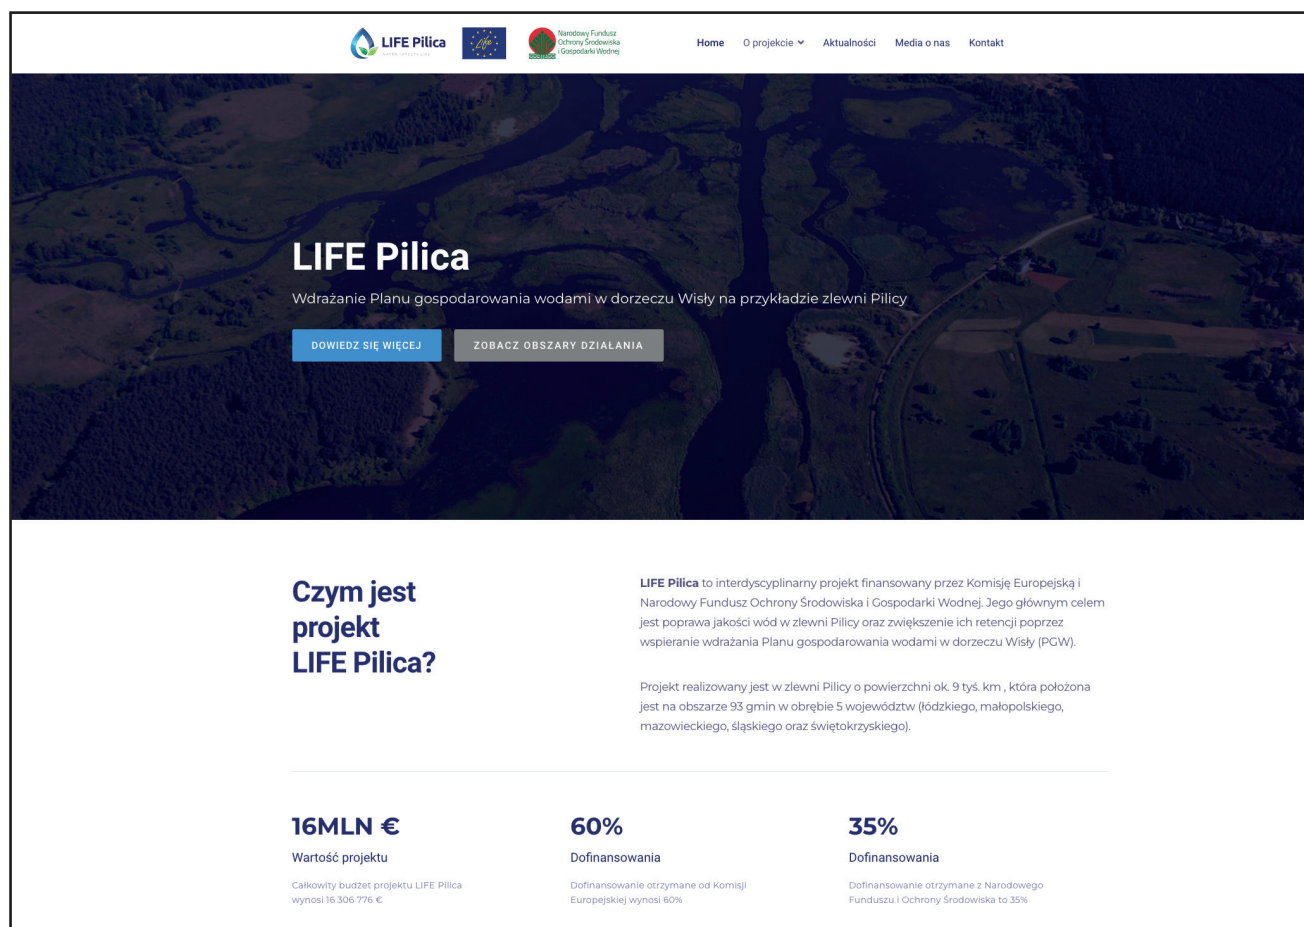 LIFE Pilica
Narodowy Fundusz
Ochrony Środowiska
i Gospodarki Wodnej
Life
Home O projekcie Aktualności Media o nas Kontakt
LIFE Pilica
Wdrażanie Planu gospodarowania wodami w dorzeczu Wisły na przykładzie zlewni Pilicy
DOWIEDZ SIĘ WIĘCEJ ZOBACZ OBSZARY DZIAŁANIA
Czym jest
projekt
LIFE Pilica?
LIFE Pilica to interdyscyplinarny projekt finansowany przez Komisję Europejską i
Narodowy Fundusz Ochrony Środowiska i Gospodarki Wodnej. Jego głównym celem
jest poprawa jakości wód w zlewni Pilicy oraz zwiększenie ich retencji poprzez
wspieranie wdrażania Planu gospodarowania wodami w dorzeczu Wisły (PGW).
Projekt realizowany jest w zlewni Pilicy o powierzchni ok. 9 tyś. km , która położona
jest na obszarze 93 gmin w obrębie 5 województw (łódzkiego, małopolskiego,
mazowieckiego, śląskiego oraz świętokrzyskiego).
16MLN €
Wartość projektu
Całkowity budżet projektu LIFE Pilica
wynosi 16 306 776 €
60%
Dofinansowania
Dofinansowanie otrzymane od Komisji
Europejskiej wynosi 60%
35%
Dofinansowania
Dofinansowanie otrzymane z Narodowego
Funduszu i Ochrony Środowiska to 35%